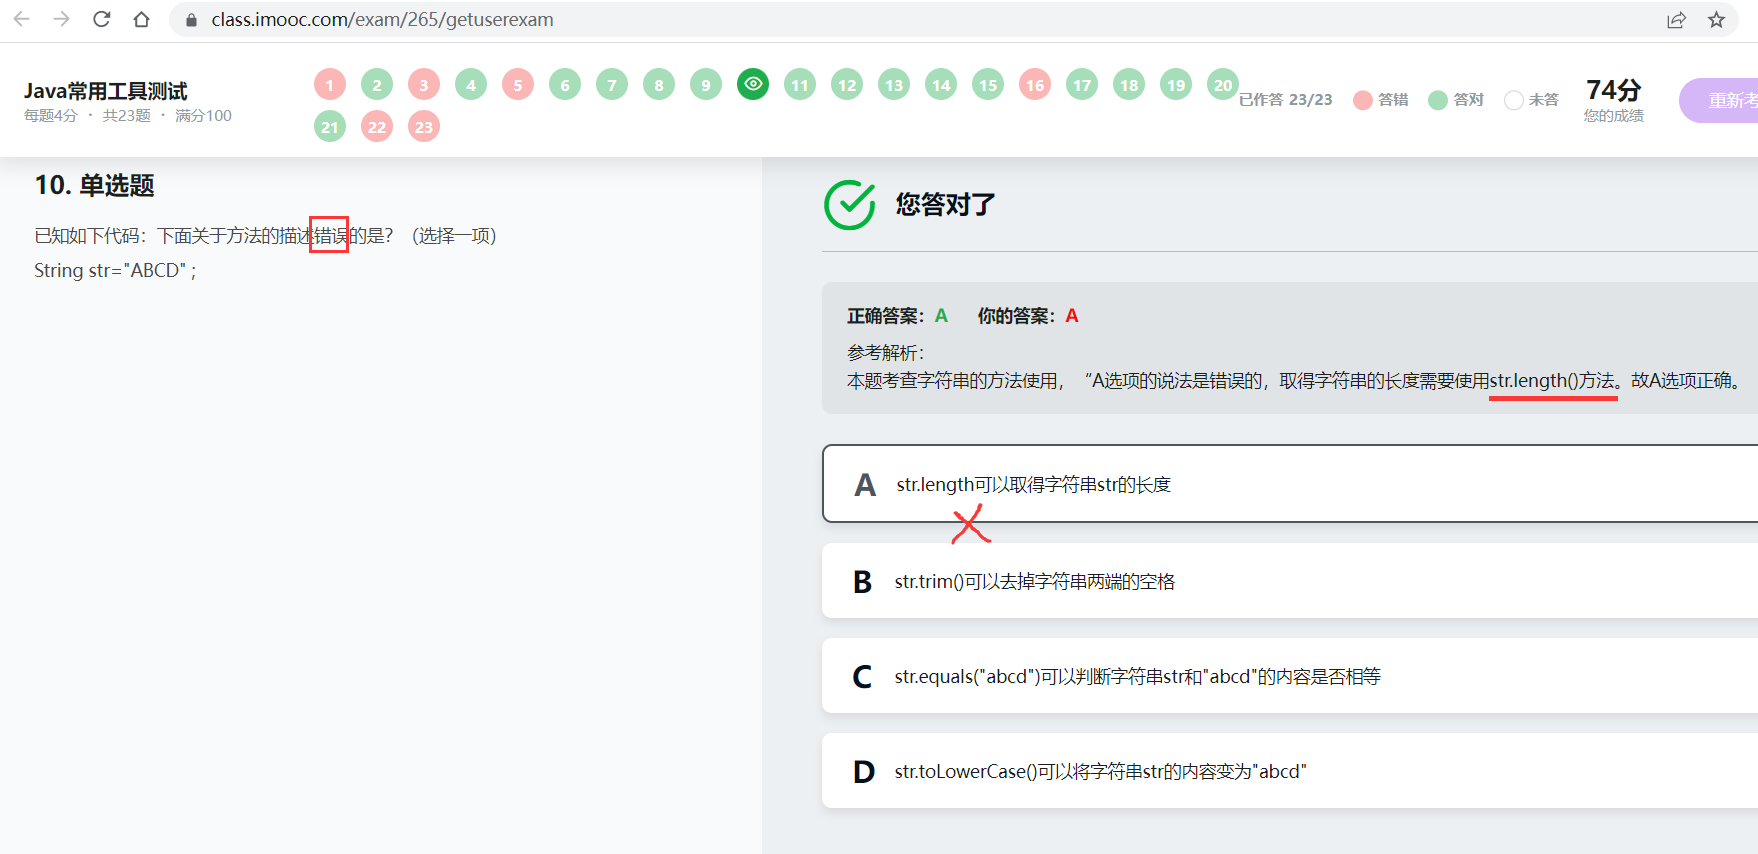 class.imooc.com/exam/265/getuserexam
Java常用工具测试
每题4分 · 共23题 · 满分100
1 2 3 4 5 6 7 8 9 11 12 13 14 15 16 17 18 19 20
21 22 23
已作答 23/23 答错 答对 未答
74分
您的成绩
重新考
10. 单选题
已知如下代码：下面关于方法的描述错误的是？（选择一项）
String str="ABCD" ;
您答对了
正确答案：A 你的答案：A
参考解析：
本题考查字符串的方法使用，“A选项的说法是错误的，取得字符串的长度需要使用str.length()方法。故A选项正确。
A str.length可以取得字符串str的长度
B str.trim()可以去掉字符串两端的空格
C str.equals("abcd")可以判断字符串str和"abcd"的内容是否相等
D str.toLowerCase()可以将字符串str的内容变为"abcd"